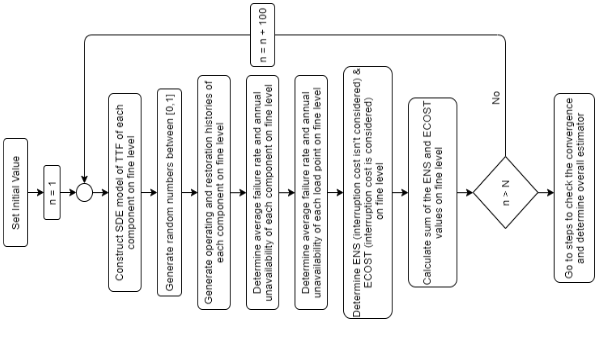 Set Initial Value
n = 1
Construct SDE model of TTF of each
component on fine level
Generate random numbers between [0,1]
Generate operating and restoration histories of
each component on fine level
Determine average failure rate and annual
unavailability of each component on fine level
Determine average failure rate and annual
unavailability of each load point on fine level
Determine ENS (interruption cost isn't considered) &
ECOST (interruption cost is considered)
on fine level
Calculate sum of the ENS and ECOST
values on fine level
n > N
No
n = n + 100
Go to steps to check the convergence
and determine overall estimator